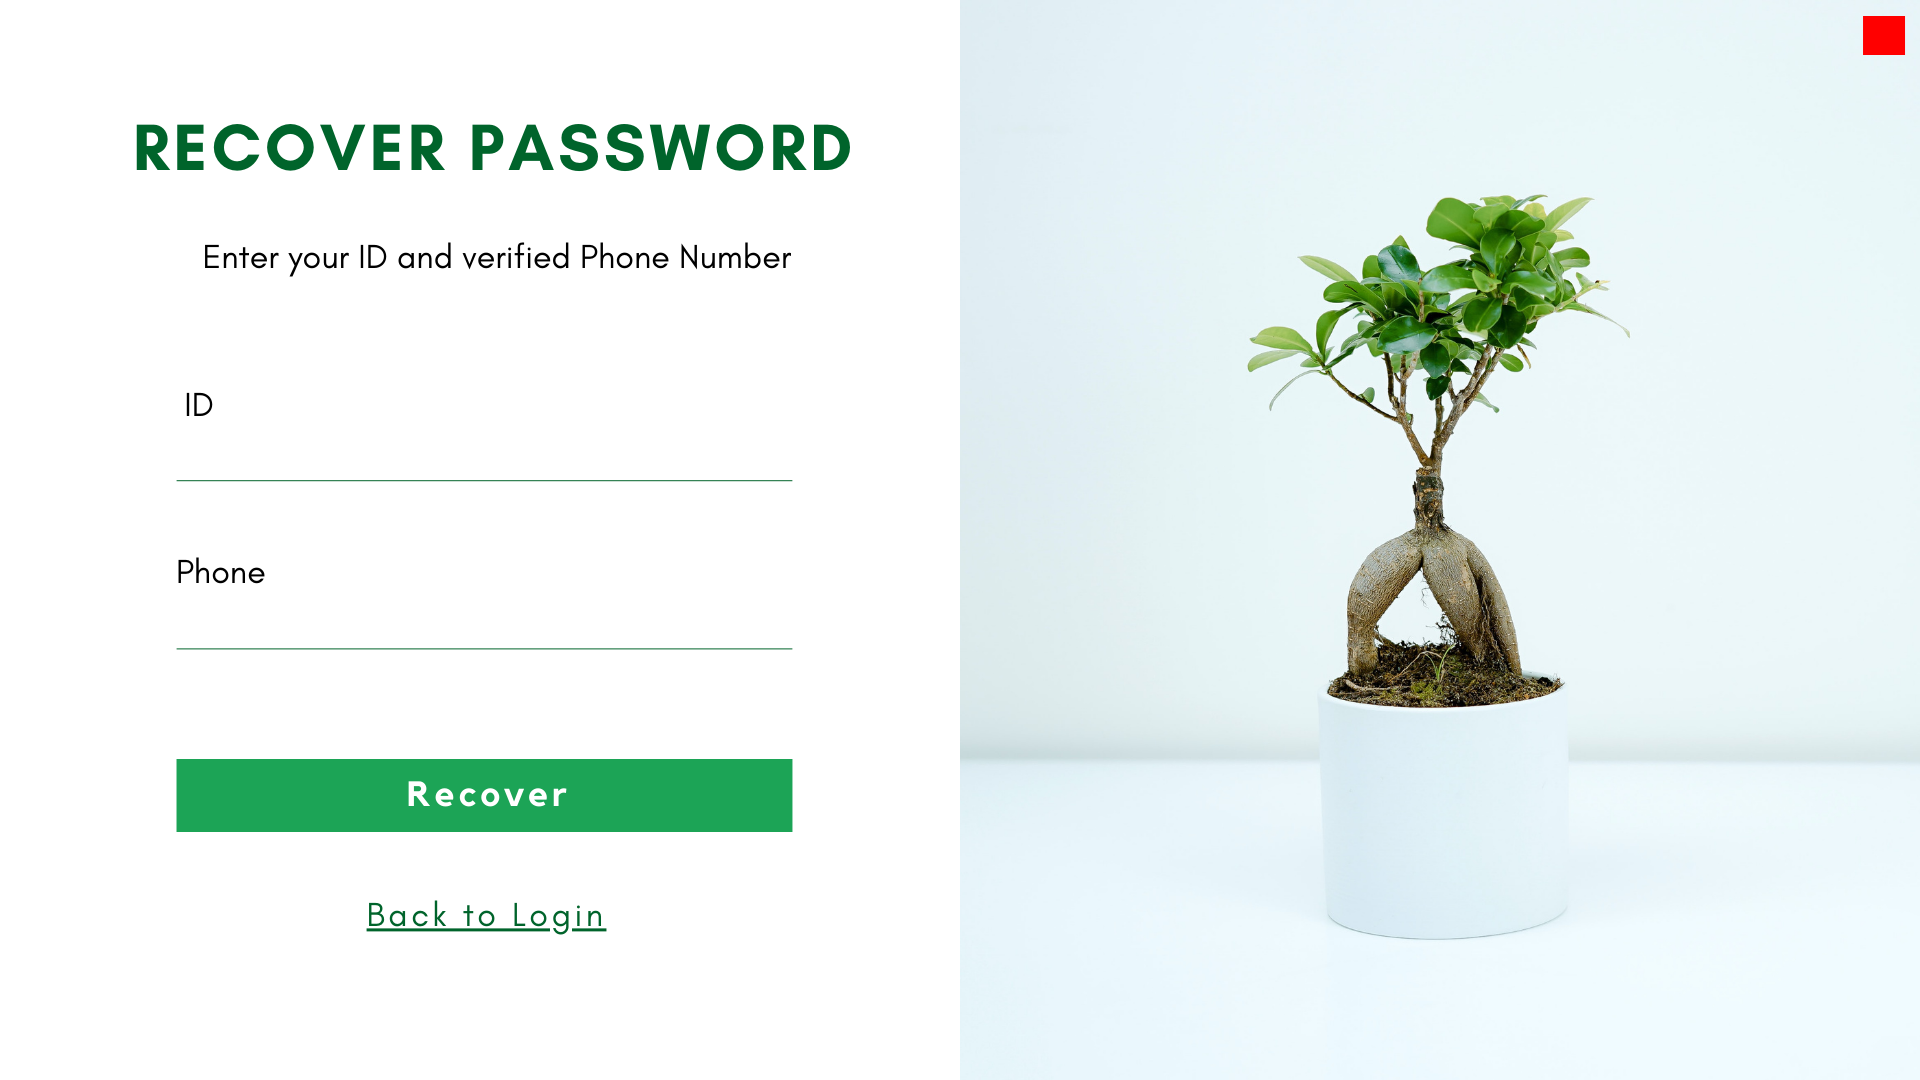 RECOVER PASSWORD
Enter your ID and verified Phone Number
ID
Phone
Recover
Back to Login